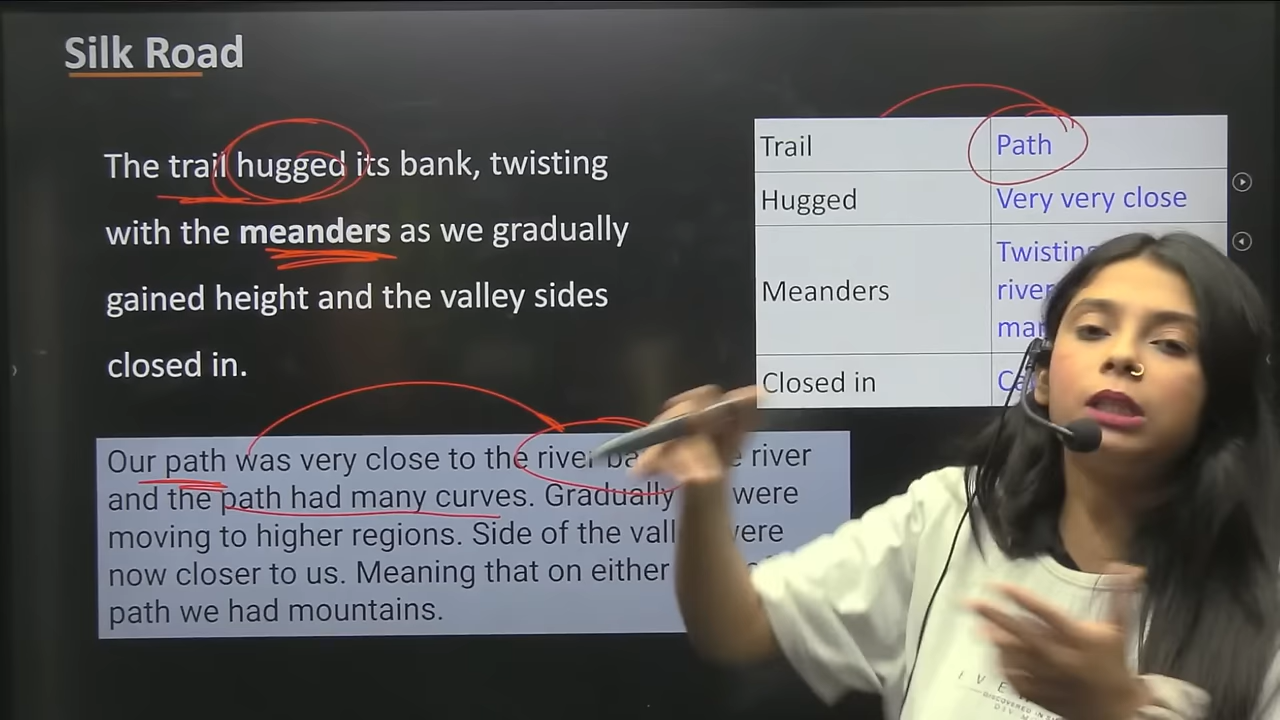 Silk Road
The trail hugged its bank, twisting
with the meanders as we gradually
gained height and the valley sides
closed in.
Trail Path
Hugged Very very close
Meanders
river
Closed in
Our path was very close to the river river
and the path had many curves. Gradually were
moving to higher regions. Side of the
now closer to us. Meaning that on either
path we had mountains.